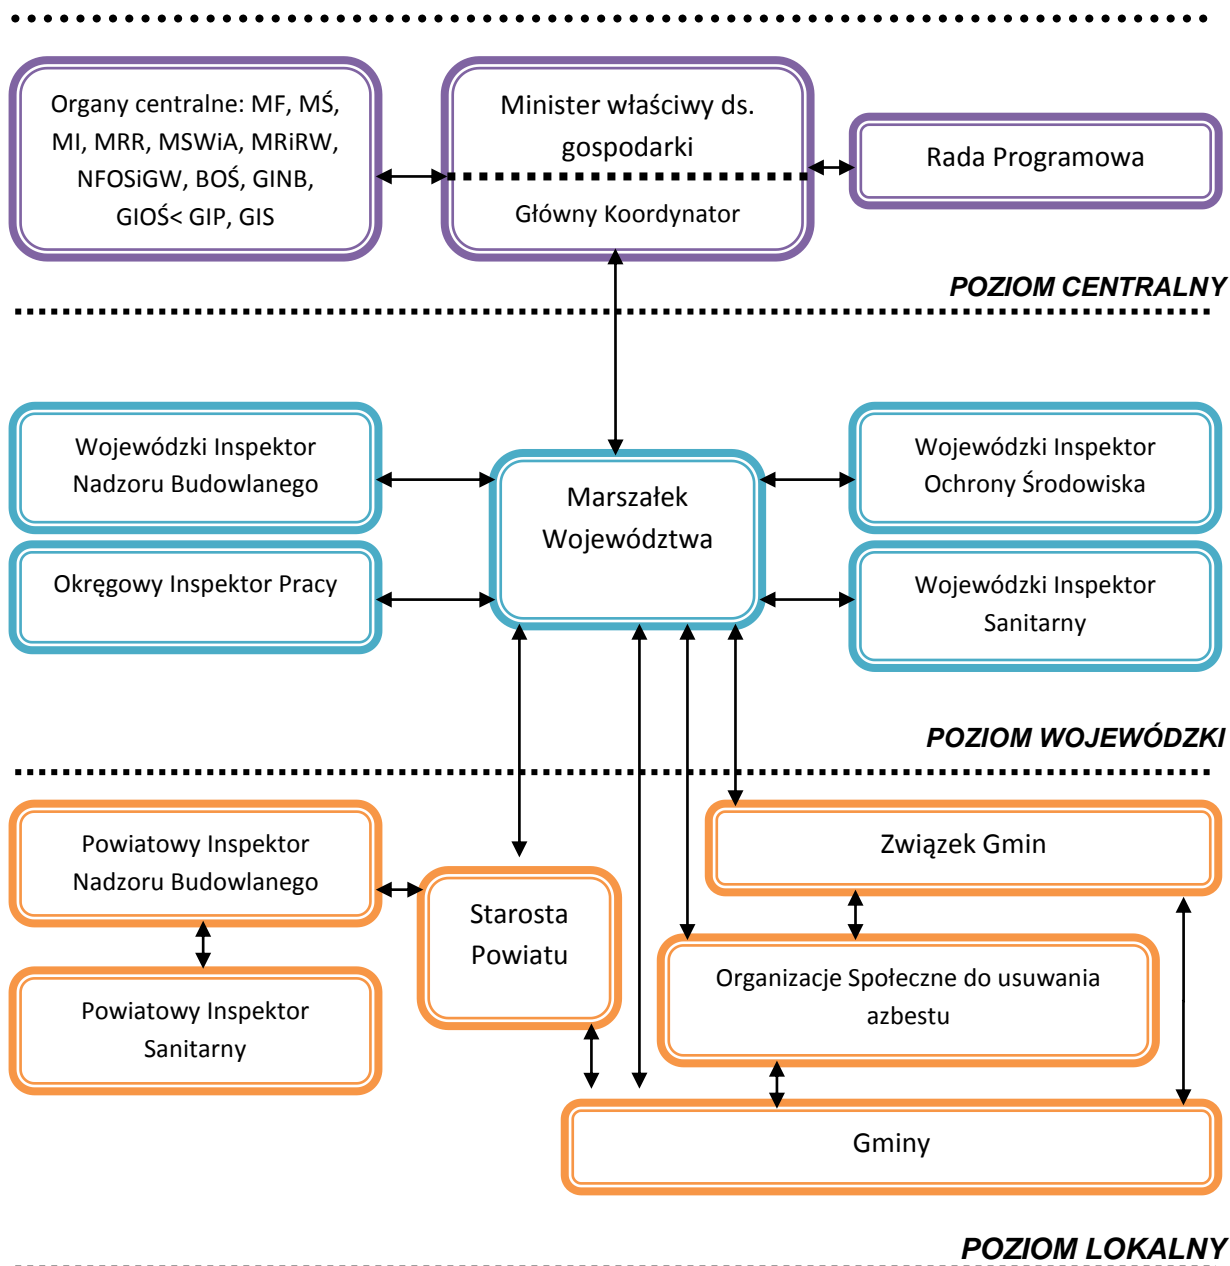 Organy centralne: MF, MŚ,
MI, MRR, MSWiA, MRiRW,
NFOSiGW, BOŚ, GINB,
GIOŚ< GIP, GIS
Minister właściwy ds.
gospodarki
Główny Koordynator
Rada Programowa
POZIOM CENTRALNY
Wojewódzki Inspektor
Nadzoru Budowlanego
Okręgowy Inspektor Pracy
Marszałek
Województwa
Wojewódzki Inspektor
Ochrony Środowiska
Wojewódzki Inspektor
Sanitarny
POZIOM WOJEWÓDZKI
Powiatowy Inspektor
Nadzoru Budowlanego
Powiatowy Inspektor
Sanitarny
Starosta
Powiatu
Związek Gmin
Organizacje Społeczne do usuwania
azbestu
Gminy
POZIOM LOKALNY